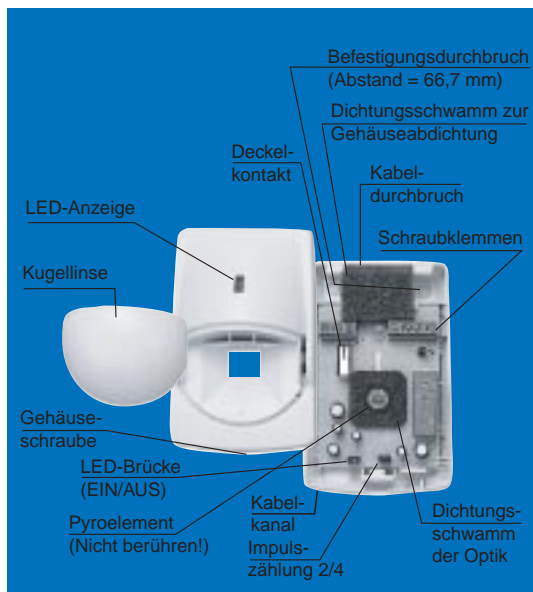 Befestigungsdurchbruch
(Abstand = 66,7 mm)
Dichtungsschwamm zur
Gehäuseabdichtung
Deckel-
kontakt
Kabel-
durchbruch
LED-Anzeige
Schraubklemmen
Kugellinse
Gehäuse-
schraube
LED-Brücke
(EIN/AUS)
Pyroelement
(Nicht berühren!)
Kabel-
kanal
Impuls-
zählung 2/4
Dichtungs-
schwamm
der Optik